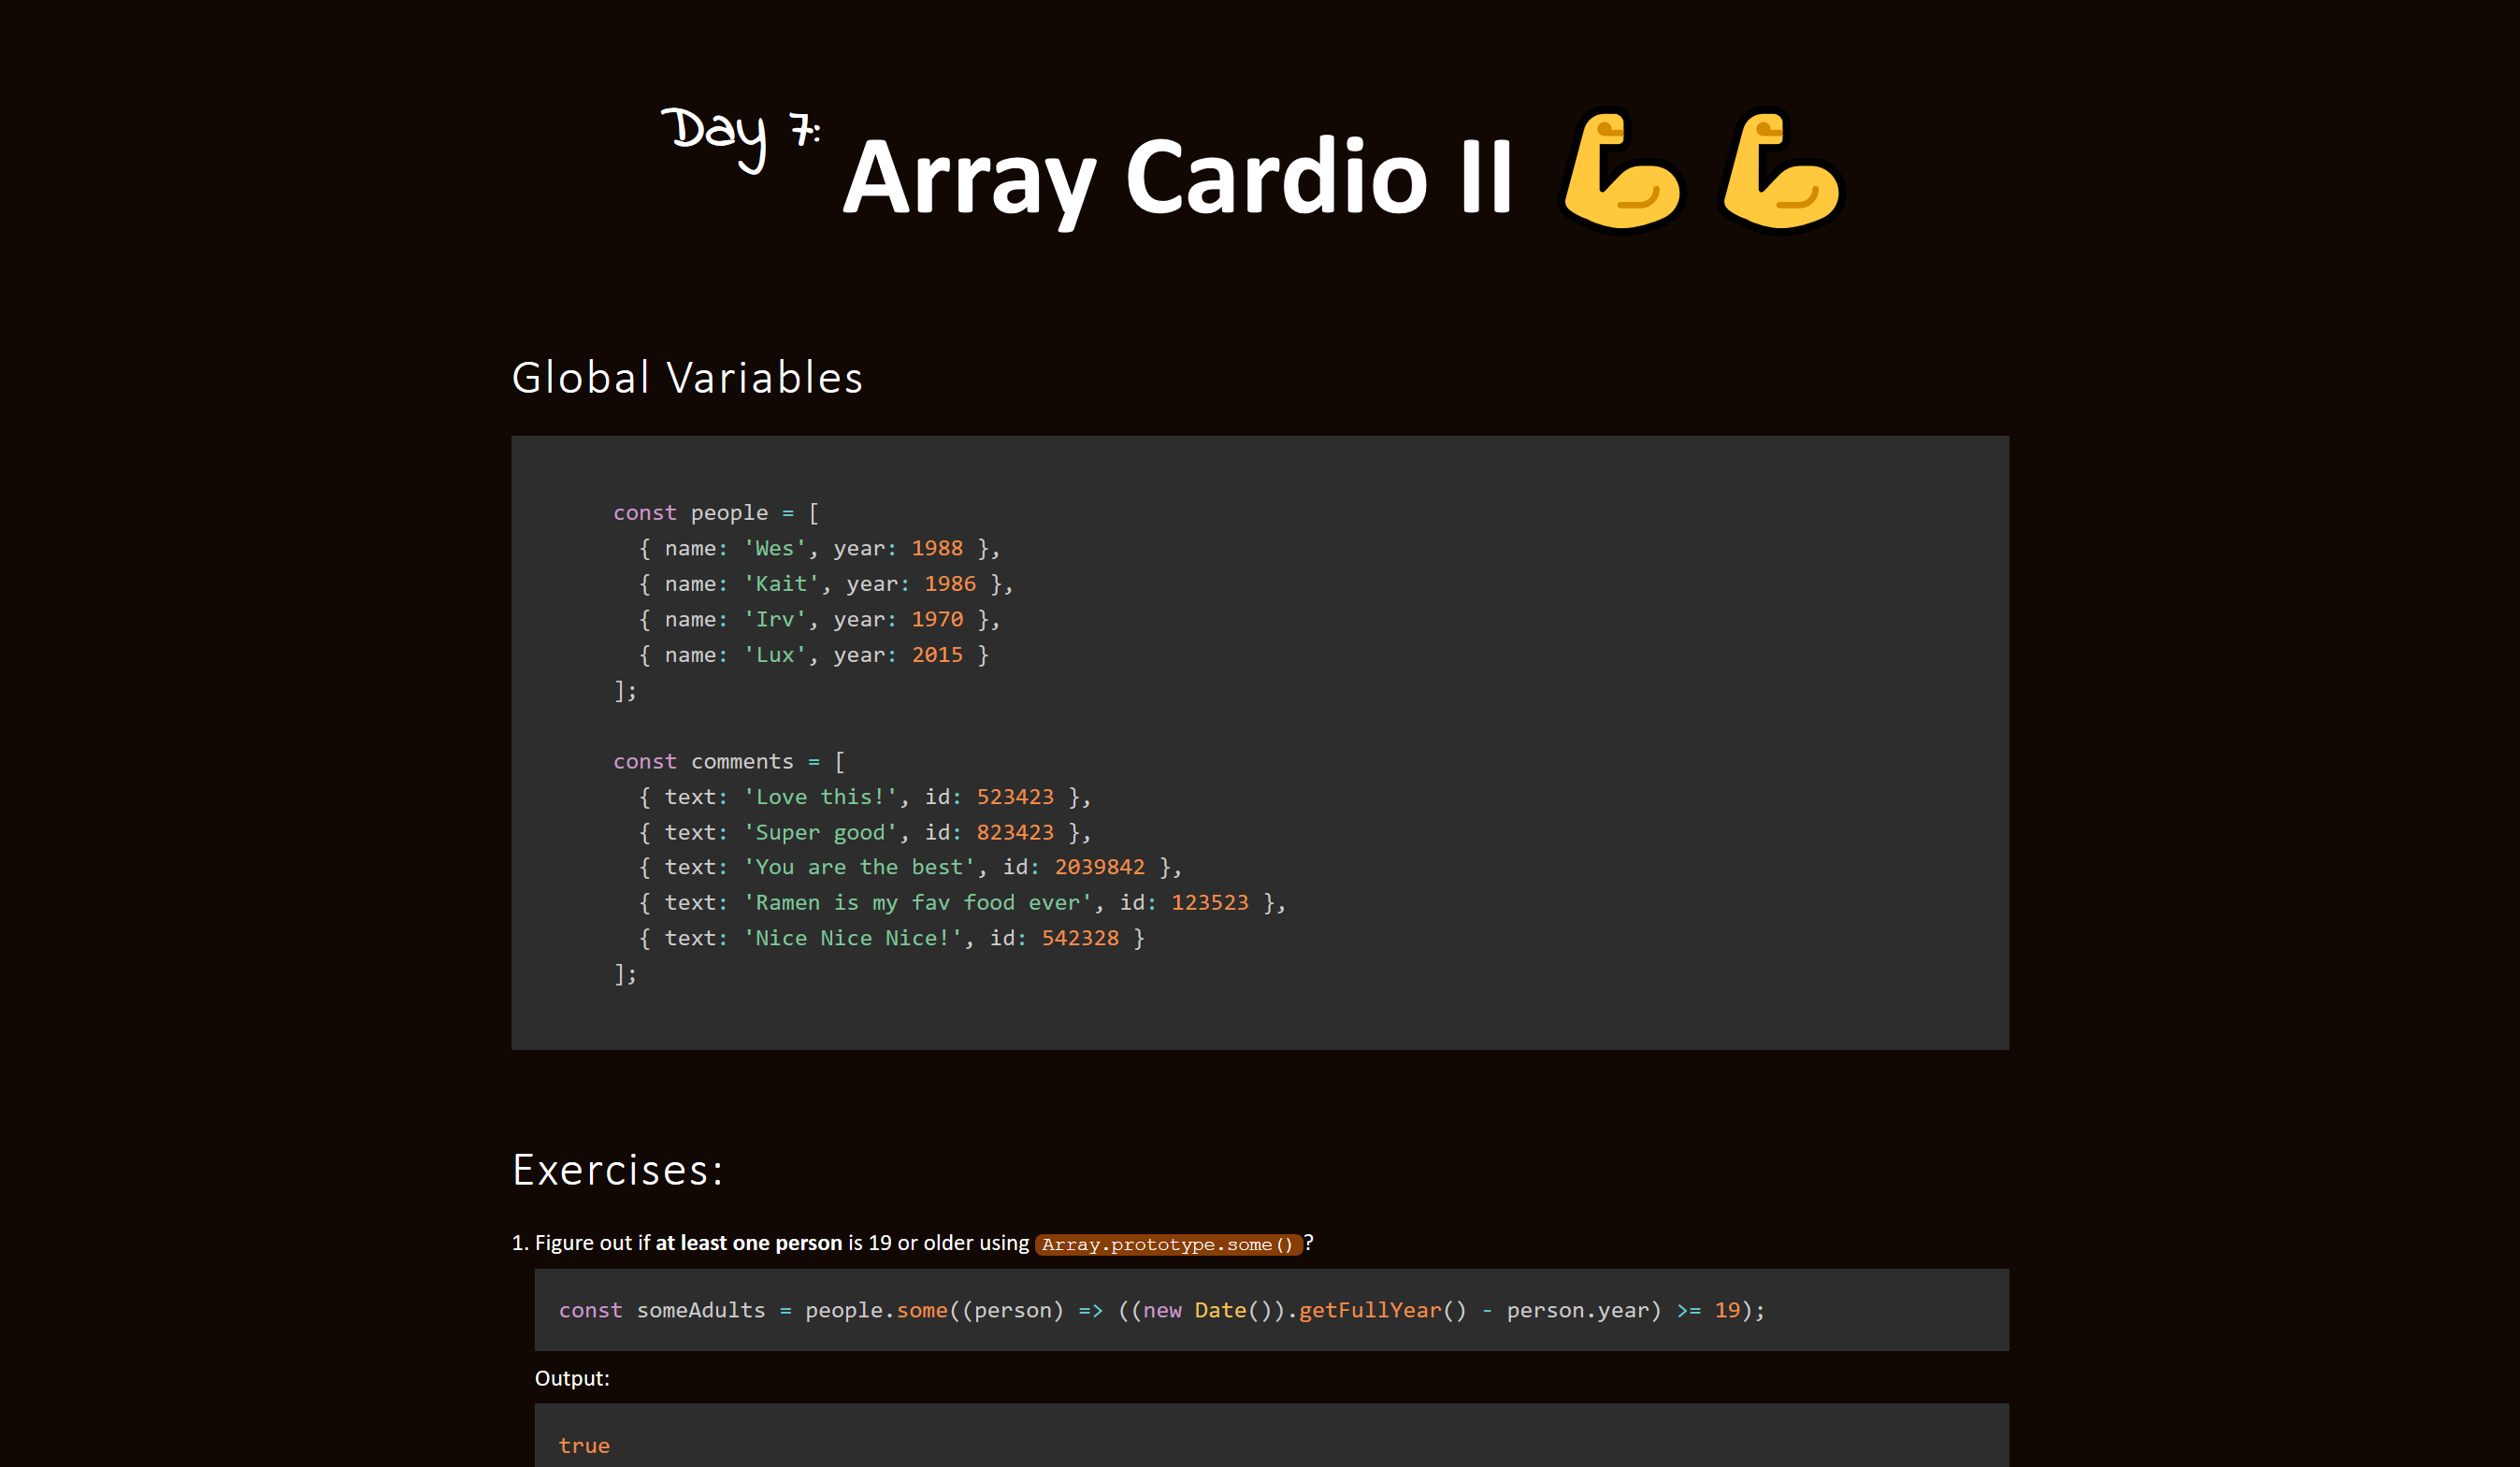 Day 7: Array Cardio II 💪 💪
Global Variables
const people = [
  { name: 'Wes', year: 1988 },
  { name: 'Kait', year: 1986 },
  { name: 'Irv', year: 1970 },
  { name: 'Lux', year: 2015 }
];
const comments = [
  { text: 'Love this!', id: 523423 },
  { text: 'Super good', id: 823423 },
  { text: 'You are the best', id: 2039842 },
  { text: 'Ramen is my fav food ever', id: 123523 },
  { text: 'Nice Nice Nice!', id: 542328 }
];
Exercises:
1. Figure out if at least one person is 19 or older using Array.prototype.some()?
const someAdults = people.some((person) => ((new Date()).getFullYear() - person.year) >= 19);
Output:
true